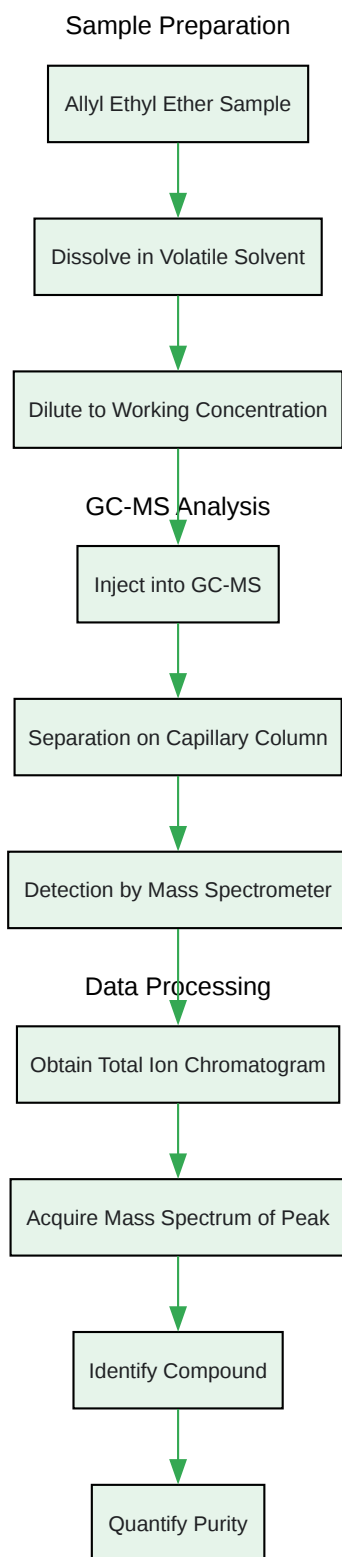 Sample Preparation
Allyl Ethyl Ether Sample
Dissolve in Volatile Solvent
Dilute to Working Concentration
GC-MS Analysis
Inject into GC-MS
Separation on Capillary Column
Detection by Mass Spectrometer
Data Processing
Obtain Total Ion Chromatogram
Acquire Mass Spectrum of Peak
Identify Compound
Quantify Purity